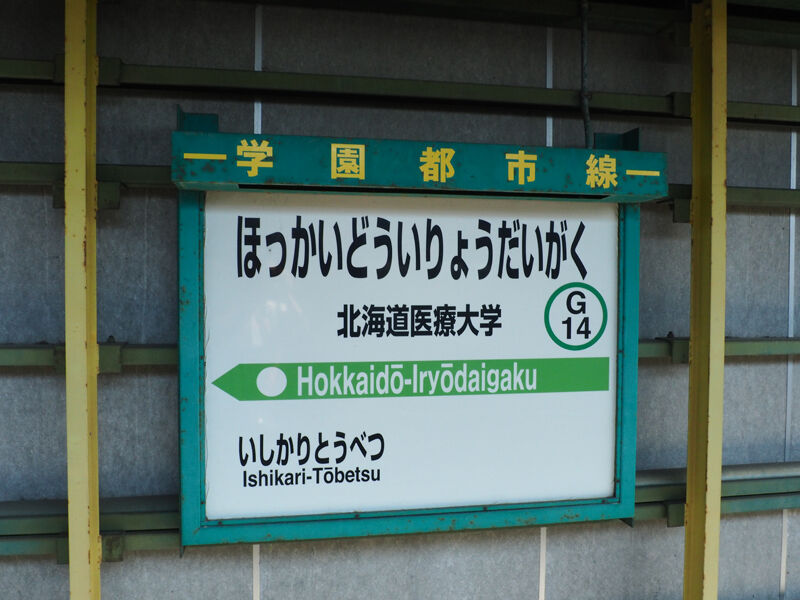 学園都市線
ほっかいどういりょうだいがく
G
14
北海道医療大学
Hokkaidō-Iryōdaigaku
いしかりとうべつ
Ishikari-Tōbetsu